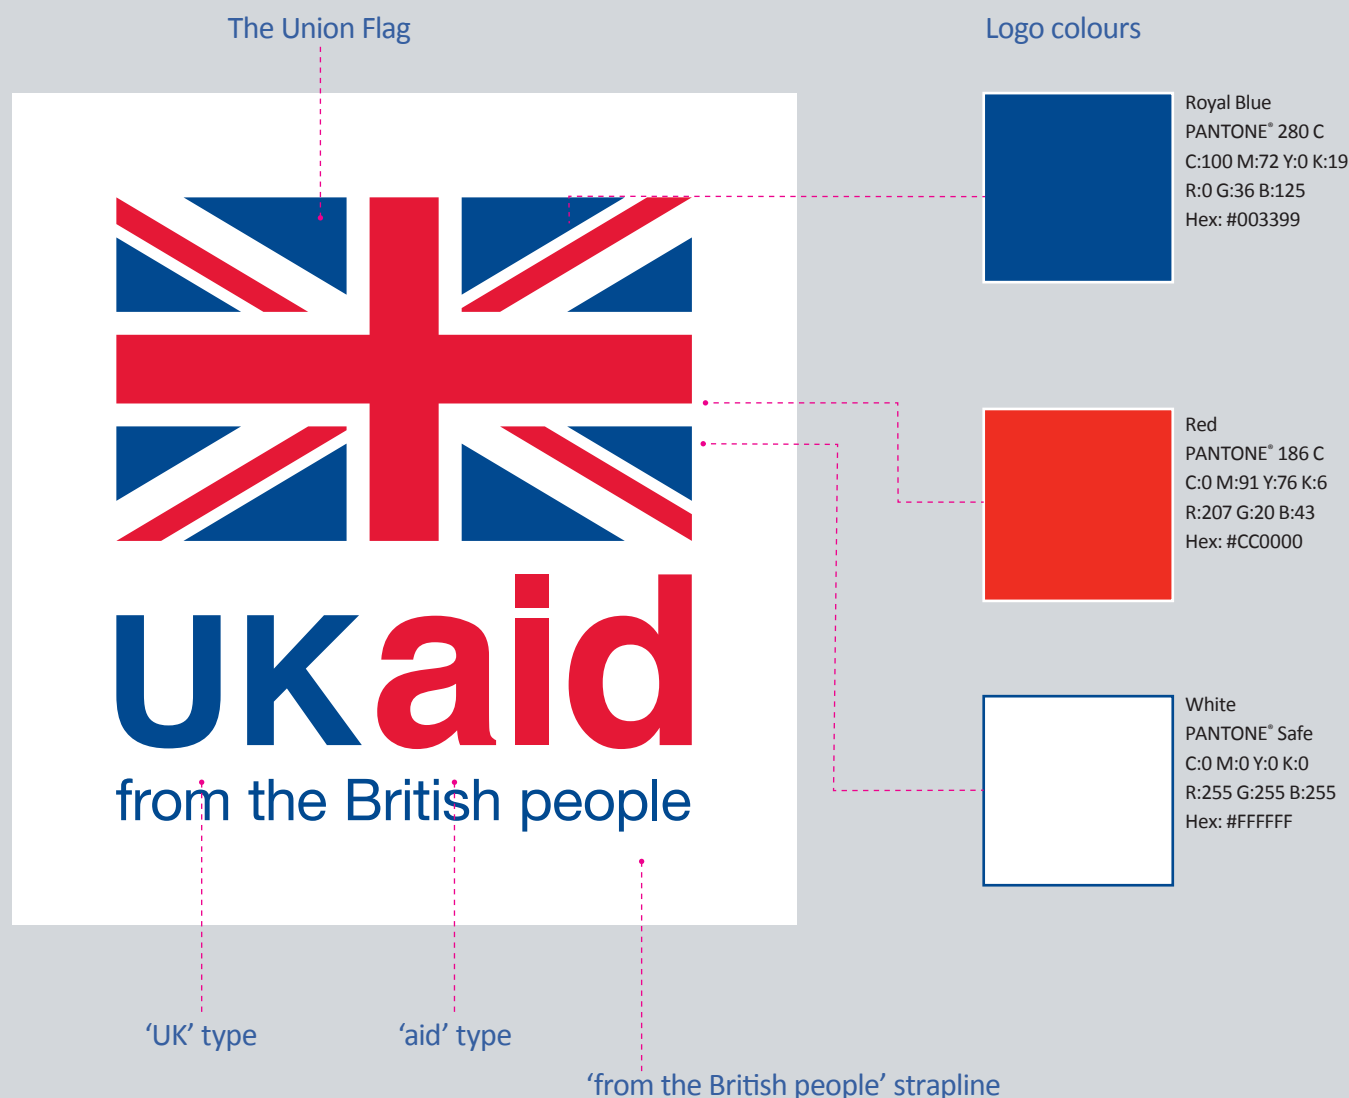 The Union Flag
Logo colours
Royal Blue
PANTONE® 280 C
C:100 M:72 Y:0 K:19
R:0 G:36 B:125
Hex: #003399
Red
PANTONE® 186 C
C:0 M:91 Y:76 K:6
R:207 G:20 B:43
Hex: #CC0000
UKaid
from the British people
White
PANTONE® Safe
C:0 M:0 Y:0 K:0
R:255 G:255 B:255
Hex: #FFFFFF
‘UK’ type
‘aid’ type
‘from the British people’ strapline